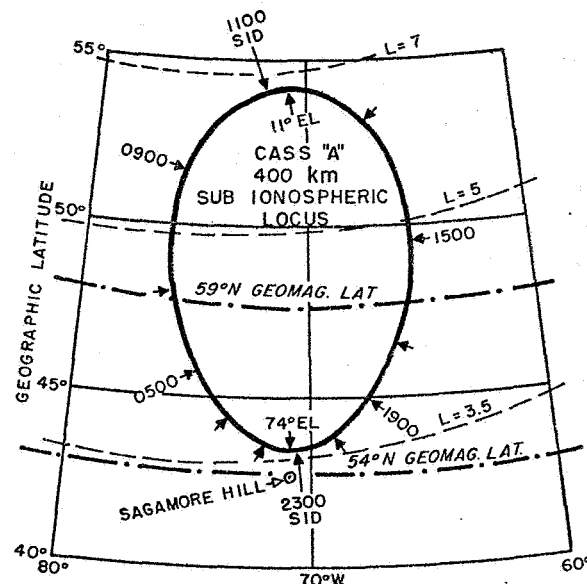 1100
SID
55°
L=7
11° EL
0900
CASS "A"
400 km
SUB IONOSPHERIC
LOCUS
L=5
50°
1500
GEOGRAPHIC LATITUDE
59°N GEOMAG. LAT
45°
0500
1900
74°EL
L=3.5
54°N GEOMAG. LAT.
SAGAMORE HILL
2300
SID
40°
80°
70°W
60°